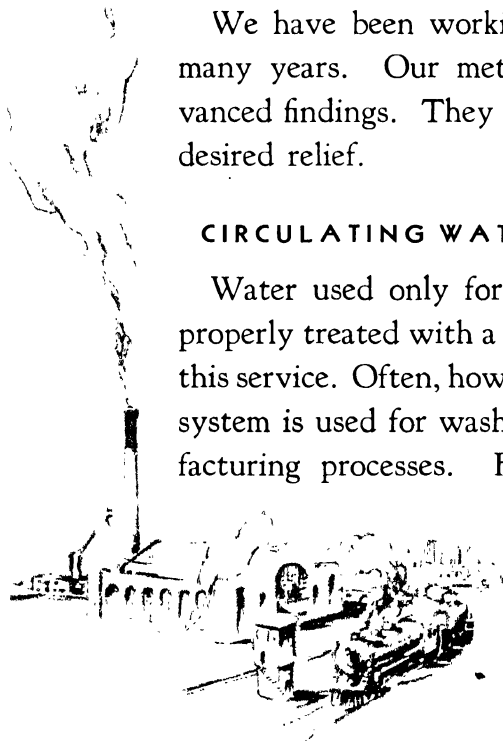 We have been worki
many years. Our met
vanced findings. They
desired relief.
CIRCULATING WAT
Water used only for
properly treated with a
this service. Often, how
system is used for wash
facturing processes.